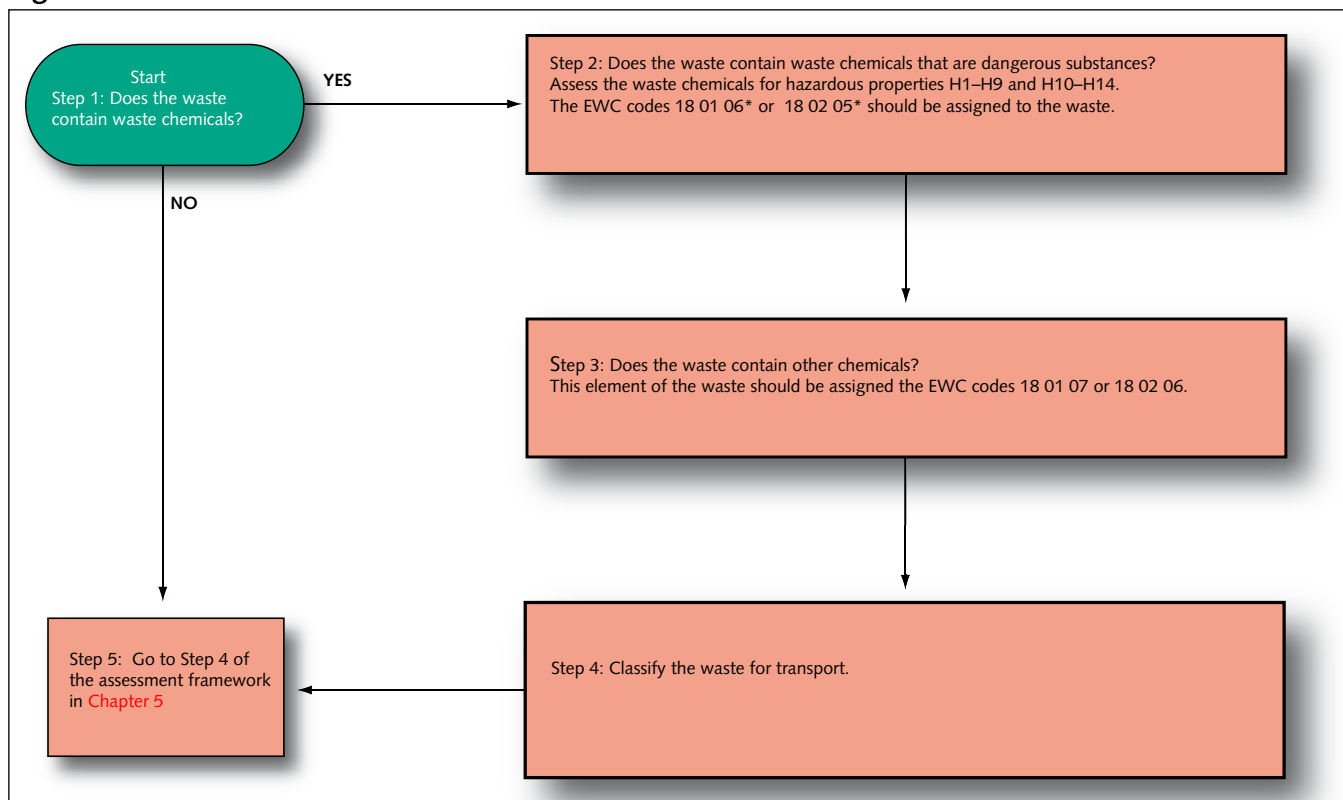 Start
Step 1: Does the waste
contain waste chemicals?
YES
NO
Step 2: Does the waste contain waste chemicals that are dangerous substances?
Assess the waste chemicals for hazardous properties H1–H9 and H10–H14.
The EWC codes 18 01 06* or 18 02 05* should be assigned to the waste.
Step 3: Does the waste contain other chemicals?
This element of the waste should be assigned the EWC codes 18 01 07 or 18 02 06.
Step 4: Classify the waste for transport.
Step 5: Go to Step 4 of
the assessment framework
in Chapter 5